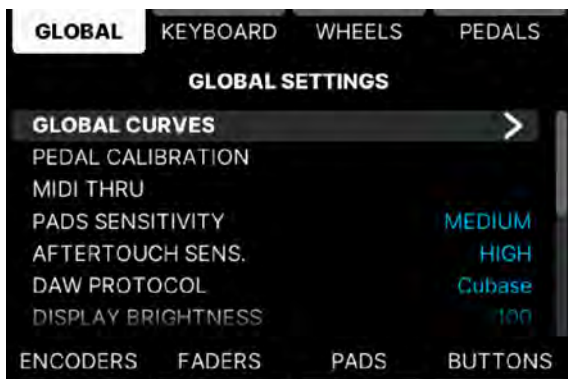 GLOBAL KEYBOARD WHEELS PEDALS
GLOBAL SETTINGS
GLOBAL CURVES >
PEDAL CALIBRATION
MIDI THRU
PADS SENSITIVITY MEDIUM
AFTERTOUCH SENS. HIGH
DAW PROTOCOL Cubase
DISPLAY BRIGHTNESS 100
ENCODERS FADERS PADS BUTTONS